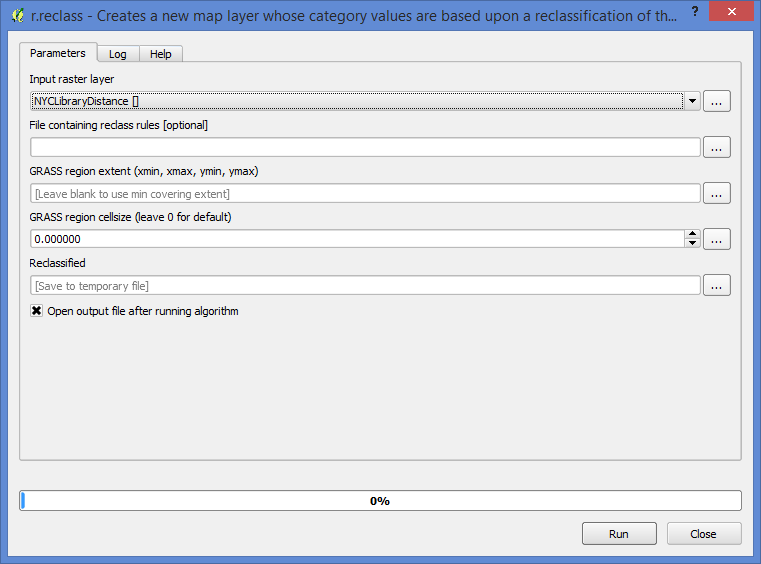 r.reclass - Creates a new map layer whose category values are based upon a reclassification of th...
?
Parameters
Log
Help
Input raster layer
NYCLibraryDistance []
...
File containing reclass rules [optional]
...
GRASS region extent (xmin, xmax, ymin, ymax)
[Leave blank to use min covering extent]
...
GRASS region cellsize (leave 0 for default)
0.000000
...
Reclassified
[Save to temporary file]
...
Open output file after running algorithm
0%
Run
Close